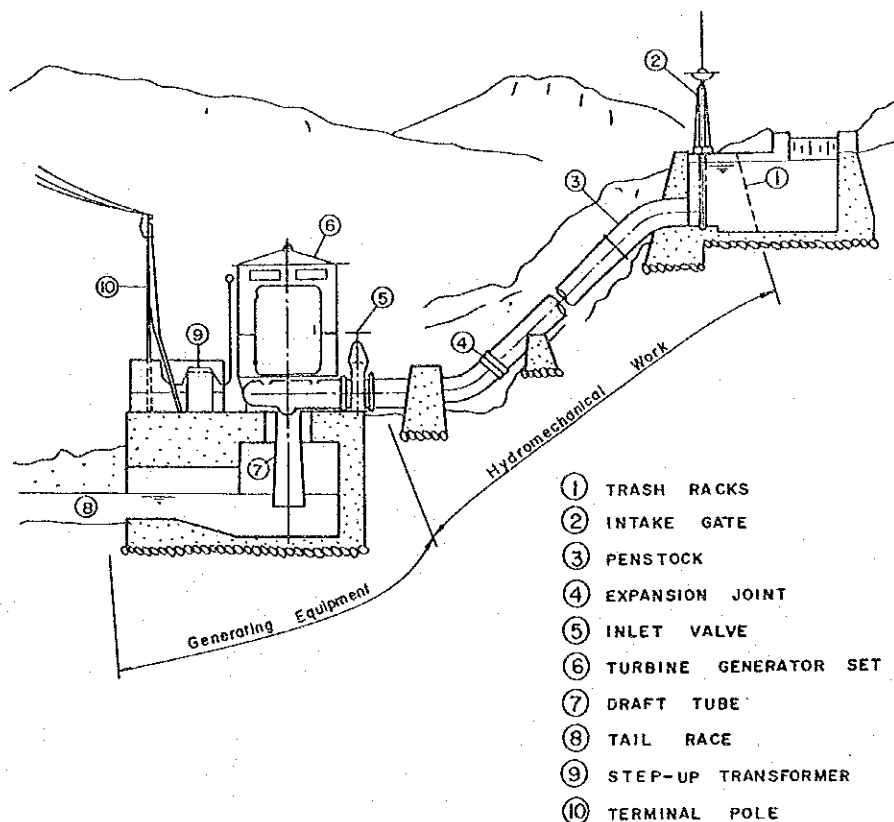 ②
①
③
⑥
⑩
⑤
⑨
④
⑦
⑧
Hydromechanical Work
Generating Equipment
① TRASH RACKS
② INTAKE GATE
③ PENSTOCK
④ EXPANSION JOINT
⑤ INLET VALVE
⑥ TURBINE GENERATOR SET
⑦ DRAFT TUBE
⑧ TAIL RACE
⑨ STEP-UP TRANSFORMER
⑩ TERMINAL POLE